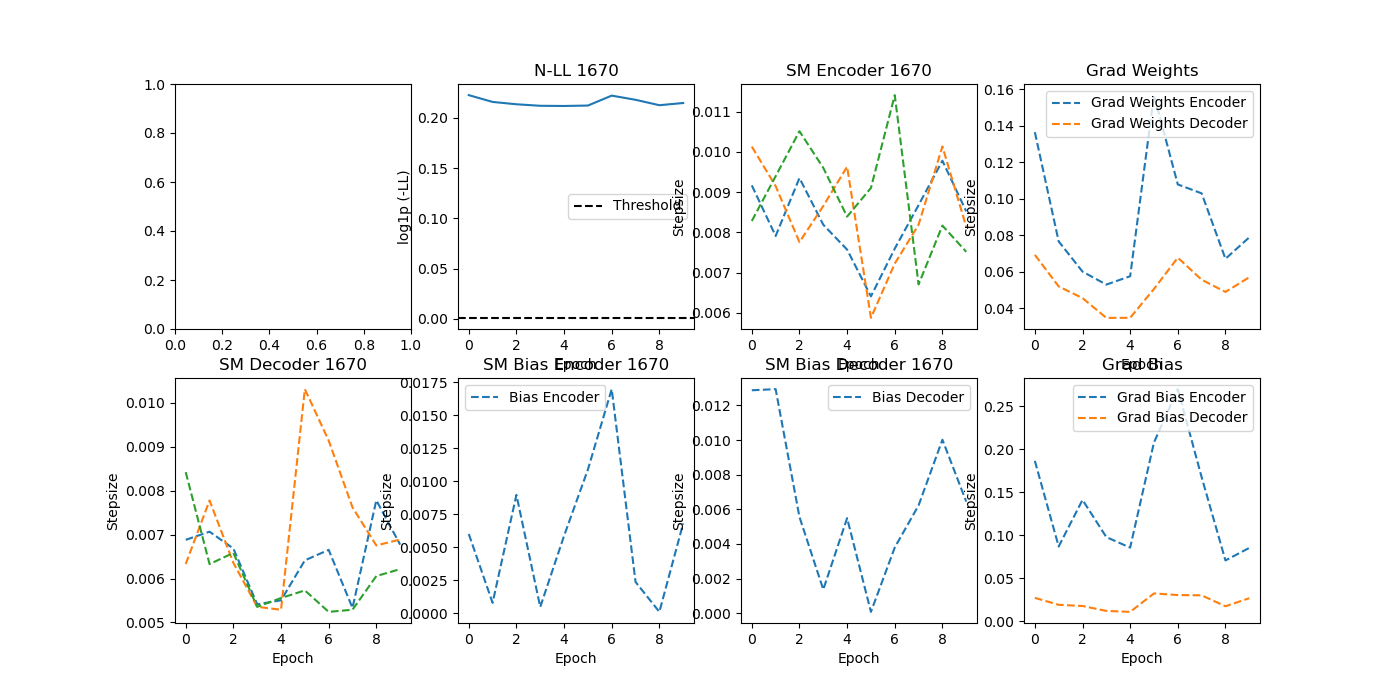 N-LL 1670
SM Encoder 1670
Grad Weights
1.0
0.8
0.6
0.4
0.2
0.0
0.0 0.2 0.4 0.6 0.8 1.0
log1p (-LL)
0.20
0.15
0.10
0.05
0.00
Threshold
0 2 4 6 8
Epoch
Stepsize
0.011
0.010
0.009
0.008
0.007
0.006
0 2 4 6 8
Epoch
Stepsize
0.16
0.14
0.12
0.10
0.08
0.06
0.04
Grad Weights Encoder
Grad Weights Decoder
0 2 4 6 8
Epoch
SM Decoder 1670
SM Bias Encoder 1670
SM Bias Decoder 1670
Grad Bias
Stepsize
0.010
0.009
0.008
0.007
0.006
0.005
0 2 4 6 8
Epoch
Stepsize
0.0175
0.0150
0.0125
0.0100
0.0075
0.0050
0.0025
0.0000
Bias Encoder
0 2 4 6 8
Epoch
Stepsize
0.012
0.010
0.008
0.006
0.004
0.002
0.000
Bias Decoder
0 2 4 6 8
Epoch
Stepsize
0.25
0.20
0.15
0.10
0.05
0.00
Grad Bias Encoder
Grad Bias Decoder
0 2 4 6 8
Epoch